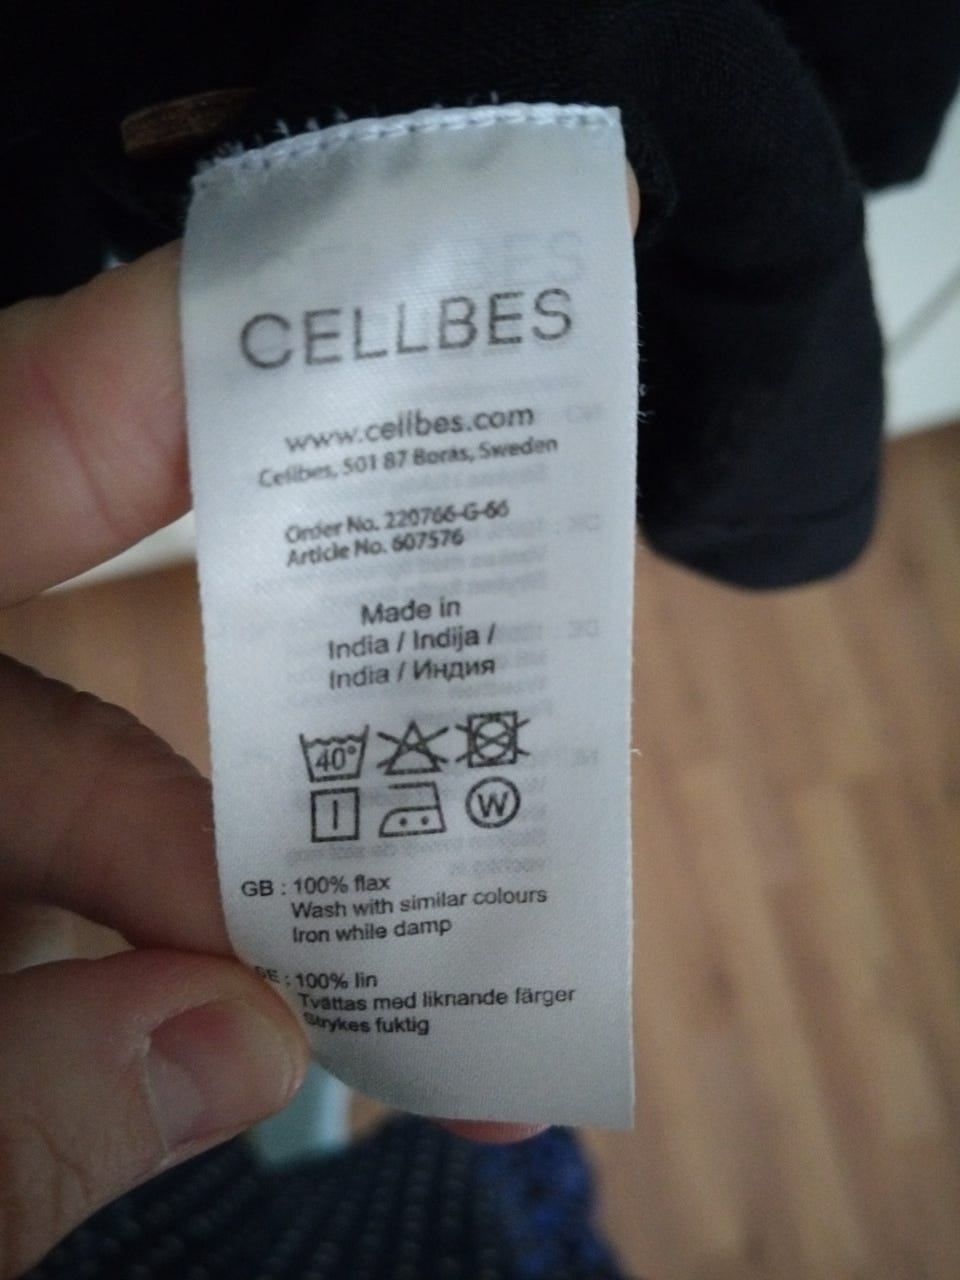 CELLBES
www.cellbes.com
Cellbes, 501 87 Borås, Sweden
Order No. 220766-G-66
Article No. 607576
Made in
India / Indija /
India / Индия
40°
W
GB : 100% flax
Wash with similar colours
Iron while damp
SE : 100% lin
Tvättas med liknande färger
Strykes fuktig